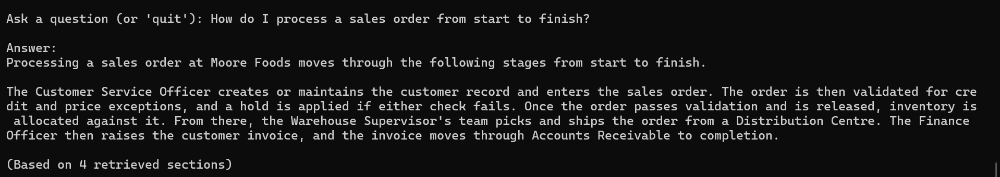 Ask a question (or 'quit'): How do I process a sales order from start to finish?
Answer:
Processing a sales order at Moore Foods moves through the following stages from start to finish.
The Customer Service Officer creates or maintains the customer record and enters the sales order. The order is then validated for cre
dit and price exceptions, and a hold is applied if either check fails. Once the order passes validation and is released, inventory is
 allocated against it. From there, the Warehouse Supervisor's team picks and ships the order from a Distribution Centre. The Finance
Officer then raises the customer invoice, and the invoice moves through Accounts Receivable to completion.
(Based on 4 retrieved sections)